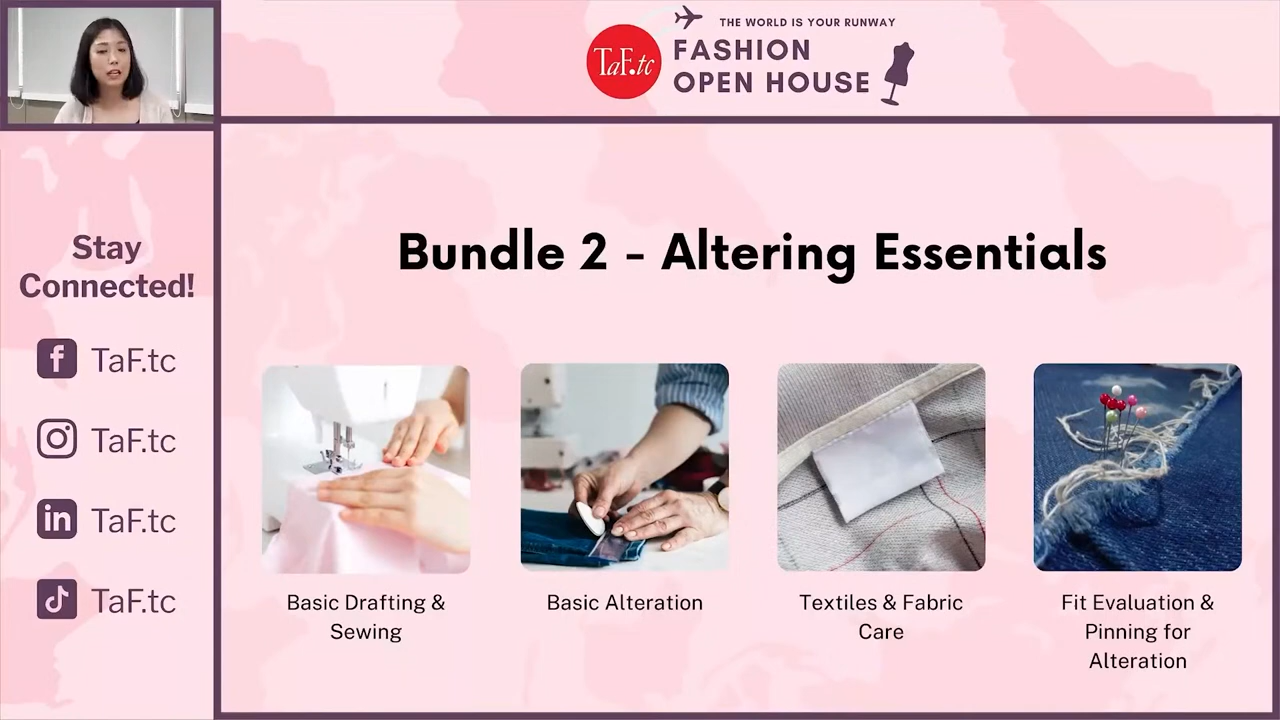 TaF.tc
THE WORLD IS YOUR RUNWAY
FASHION
OPEN HOUSE
Stay
Connected!
TaF.tc
TaF.tc
in
TaF.tc
TaF.tc
Bundle 2 - Altering Essentials
Basic Drafting &
Sewing
Basic Alteration
Textiles & Fabric
Care
Fit Evaluation &
Pinning for
Alteration